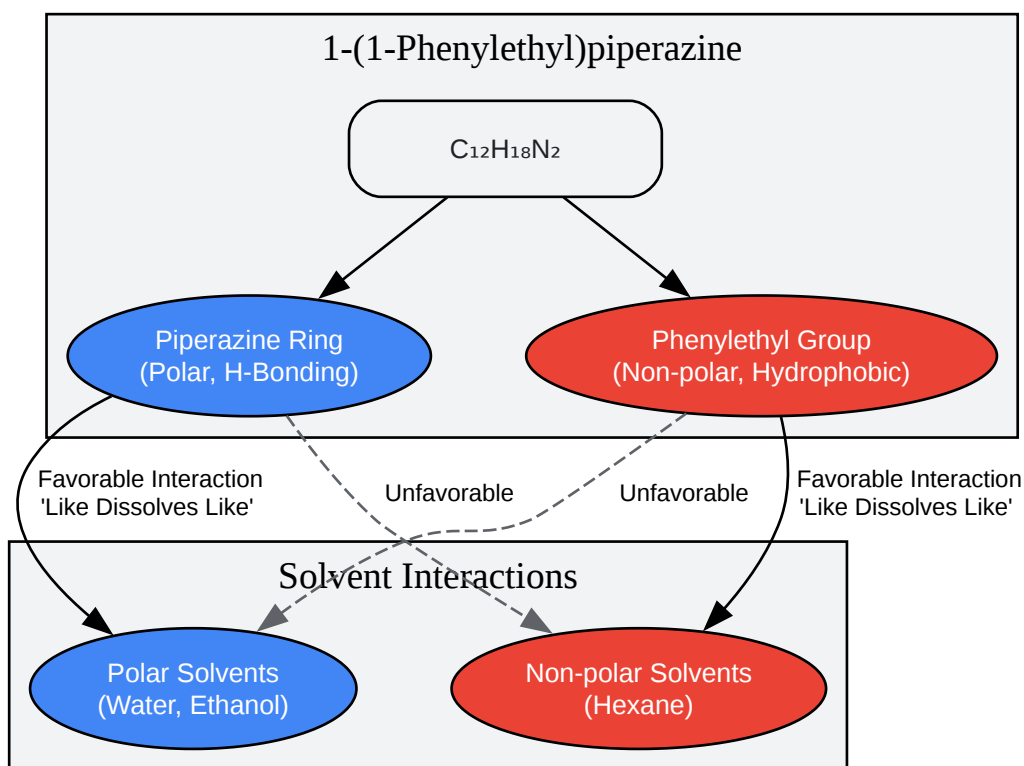 1-(1-Phenylethyl)piperazine
C₁₂H₁₈N₂
Piperazine Ring
(Polar, H-Bonding)
Phenylethyl Group
(Non-polar, Hydrophobic)
Favorable Interaction
'Like Dissolves Like'
Unfavorable
Unfavorable
Favorable Interaction
'Like Dissolves Like'
Solvent Interactions
Polar Solvents
(Water, Ethanol)
Non-polar Solvents
(Hexane)